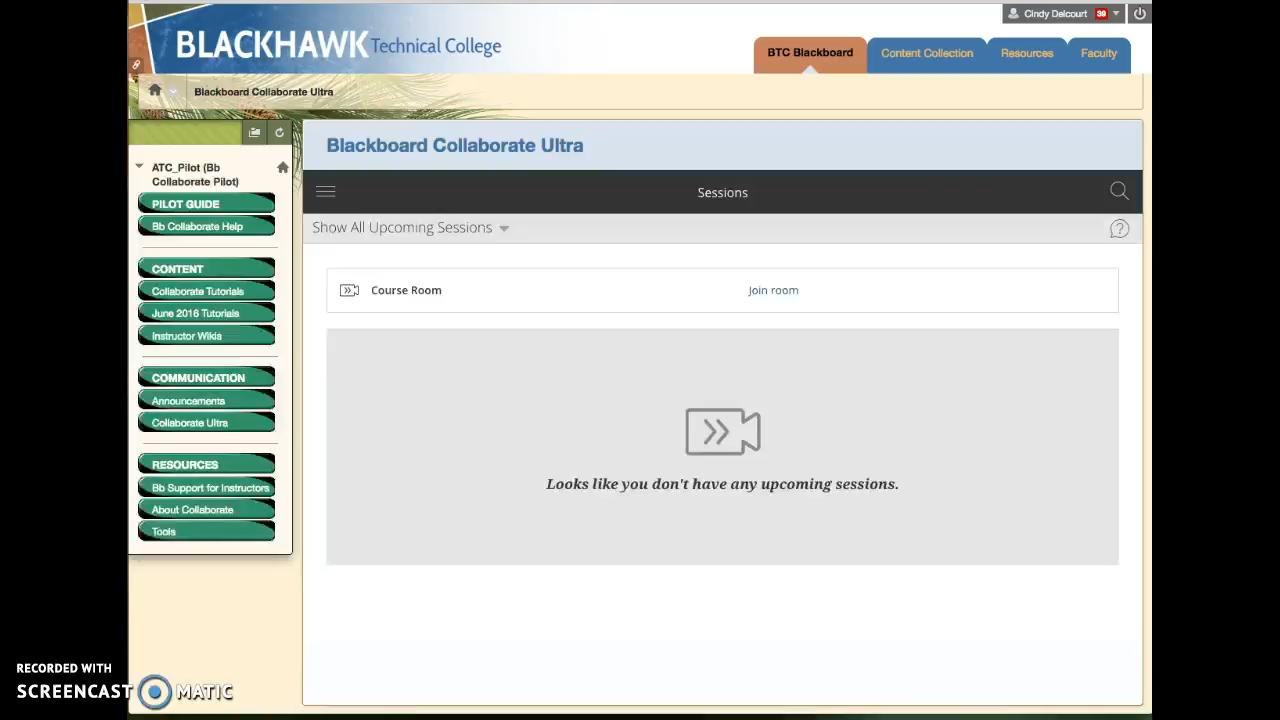 Cindy Delcourt 39
BLACKHAWK Technical College
BTC Blackboard
Content Collection
Resources
Faculty
Blackboard Collaborate Ultra
ATC_Pilot (Bb
Collaborate Pilot)
PILOT GUIDE
Bb Collaborate Help
CONTENT
Collaborate Tutorials
June 2016 Tutorials
Instructor Wikis
COMMUNICATION
Announcements
Collaborate Ultra
RESOURCES
Bb Support for Instructors
About Collaborate
Tools
Blackboard Collaborate Ultra
Sessions
Show All Upcoming Sessions
?
Course Room
Join room
Looks like you don't have any upcoming sessions.
RECORDED WITH
SCREENCAST MATIC